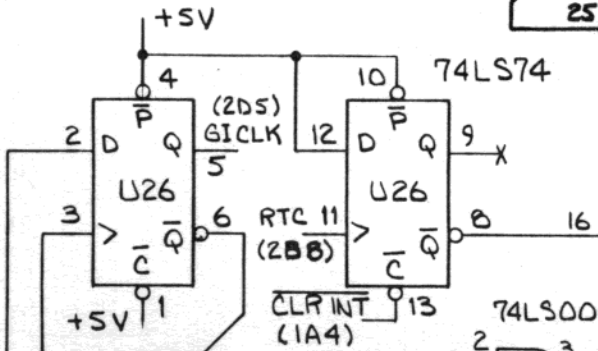 +5V
25
4
10
74LS74
P
(2D5)
P
2
D
Q
GICLK
12
D
Q
9
X
5
U26
U26
3
6
RTC 11
8
16
>
Q
(2B8)
>
Q
C
C
+5V
1
CLR INT
13
(1A4)
74LS00
2
3